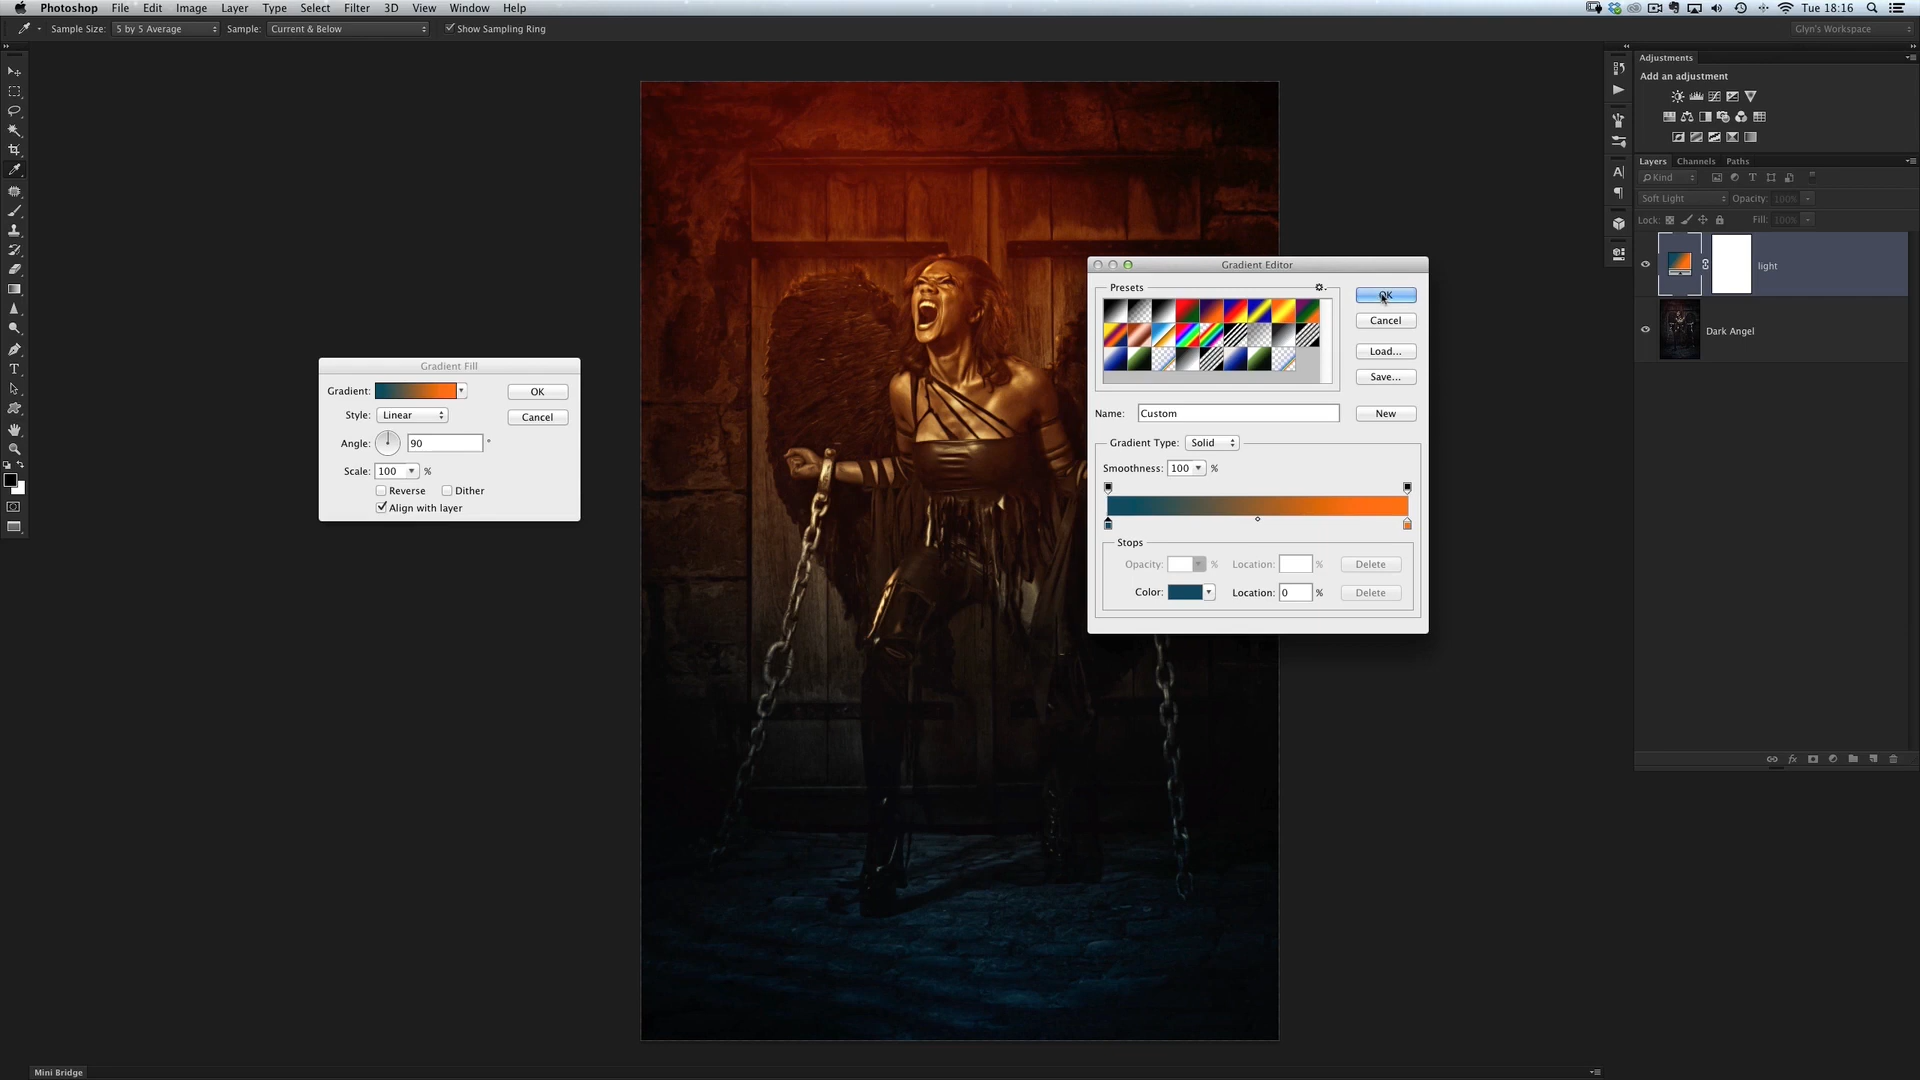 Photoshop File Edit Image Layer Type Select Filter 3D View Window Help Tue 18:16
Sample Size: 5 by 5 Average Sample: Current & Below Show Sampling Ring Glyn's Workspace
Adjustments
Add an adjustment
Layers Channels Paths
Kind
Soft Light Opacity: 100%
Lock: Fill: 100%
light
Dark Angel
Gradient Editor
Presets
OK
Cancel
Load...
Save...
Name: Custom New
Gradient Type: Solid
Smoothness: 100 %
Stops
Opacity: % Location: % Delete
Color: Location: 0 % Delete
Gradient Fill
Gradient: OK
Style: Linear Cancel
Angle: 90 °
Scale: 100 %
Reverse Dither
Align with layer
Mini Bridge